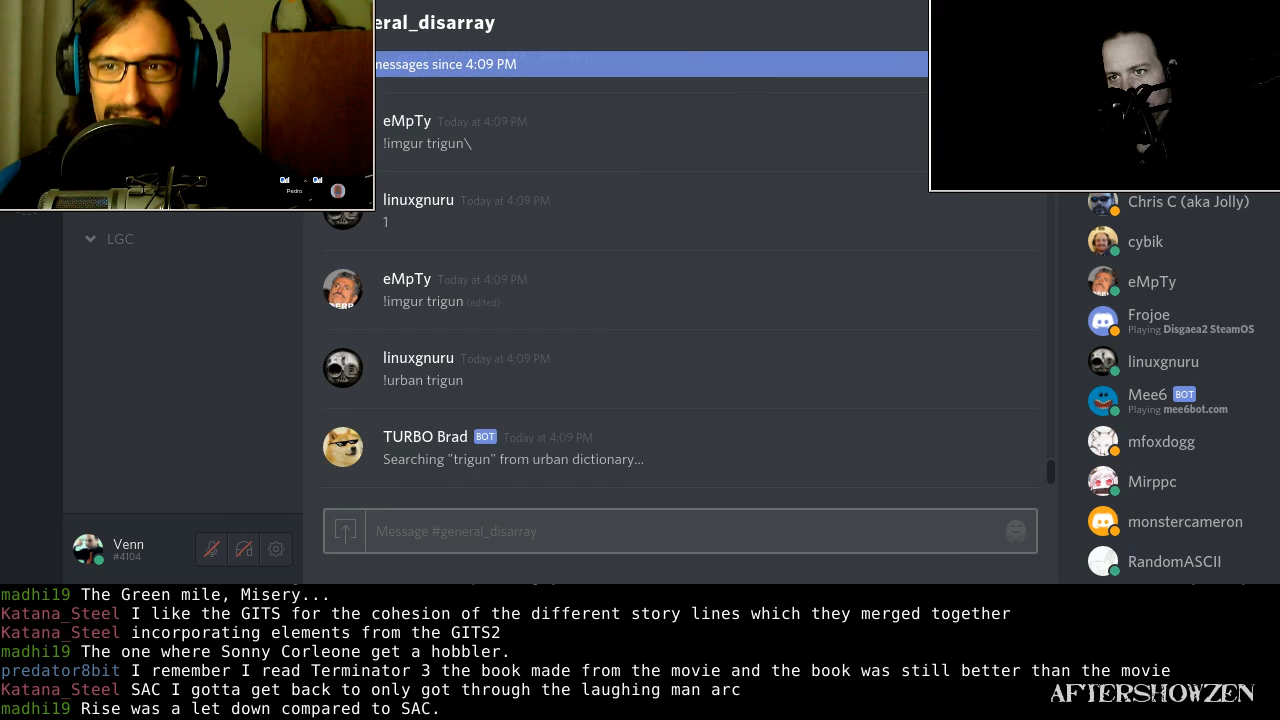 eral_disarray
nessages since 4:09 PM
eMpTy Today at 4:09 PM
!imgur trigun\
linuxgnuru Today at 4:09 PM
1
eMpTy Today at 4:09 PM
!imgur trigun (edited)
linuxgnuru Today at 4:09 PM
!urban trigun
TURBO Brad BOT Today at 4:09 PM
Searching "trigun" from urban dictionary...
Message #general_disarray
Pedro
LGC
Venn
#4104
Chris C (aka Jolly)
cybik
eMpTy
Frojoe
Playing Disgaea2 SteamOS
linuxgnuru
Mee6 BOT
Playing mee6bot.com
mfoxdogg
Mirppc
monstercameron
RandomASCII
madhi19 The Green mile, Misery...
Katana_Steel I like the GITS for the cohesion of the different story lines which they merged together
Katana_Steel incorporating elements from the GITS2
madhi19 The one where Sonny Corleone get a hobbler.
predator8bit I remember I read Terminator 3 the book made from the movie and the book was still better than the movie
Katana_Steel SAC I gotta get back to only got through the laughing man arc
madhi19 Rise was a let down compared to SAC.
AFTERSHOWZEN